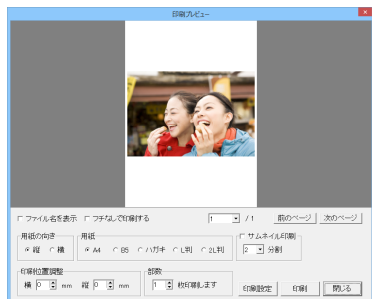 印刷プレビュー
ファイル名を表示 フチなしで印刷する 1 / 1 前のページ 次のページ
用紙の向き 用紙 サムネイル印刷
縦 横 A4 B5 ハガキ L判 2L判 2 分割
印刷位置調整 部数
横 0 mm 縦 0 mm 1 枚印刷します 印刷設定 印刷 閉じる